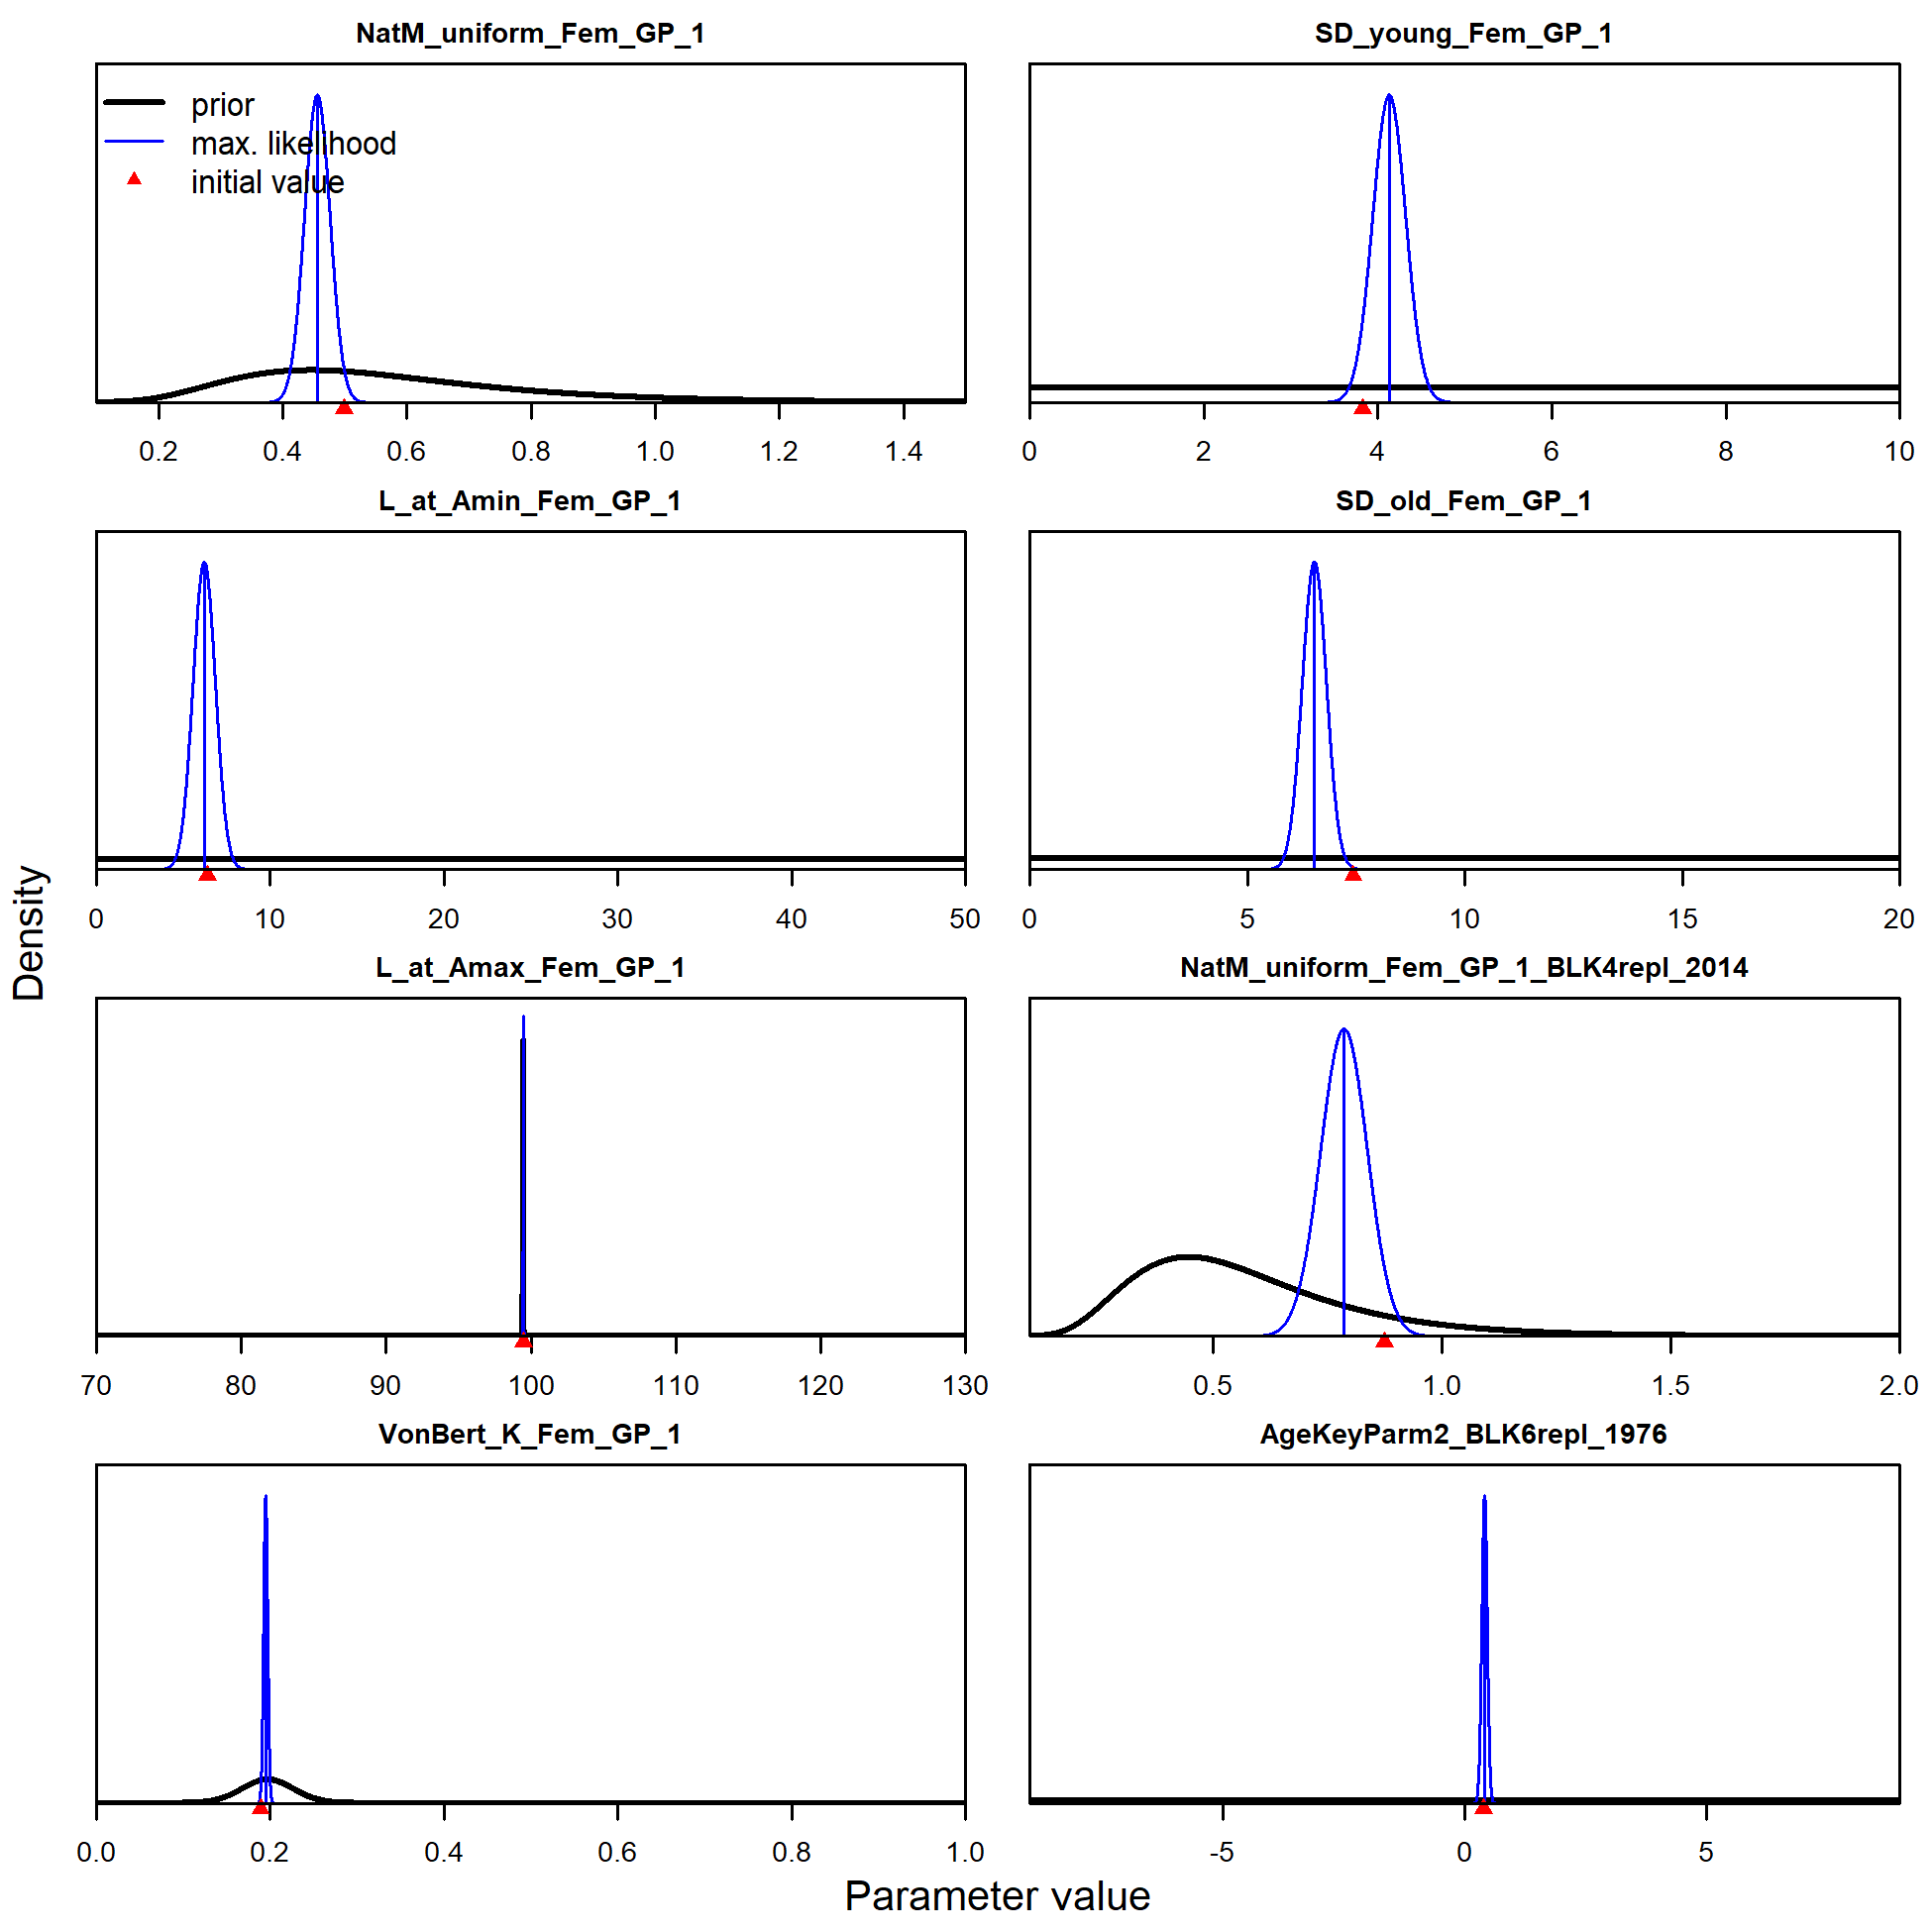 NatM_uniform_Fem_GP_1
prior
max. likelihood
initial value
0.2 0.4 0.6 0.8 1.0 1.2 1.4
SD_young_Fem_GP_1
0 2 4 6 8 10
L_at_Amin_Fem_GP_1
0 10 20 30 40 50
SD_old_Fem_GP_1
0 5 10 15 20
L_at_Amax_Fem_GP_1
70 80 90 100 110 120 130
NatM_uniform_Fem_GP_1_BLK4repl_2014
0.5 1.0 1.5 2.0
VonBert_K_Fem_GP_1
0.0 0.2 0.4 0.6 0.8 1.0
AgeKeyParm2_BLK6repl_1976
-5 0 5
Density
Parameter value